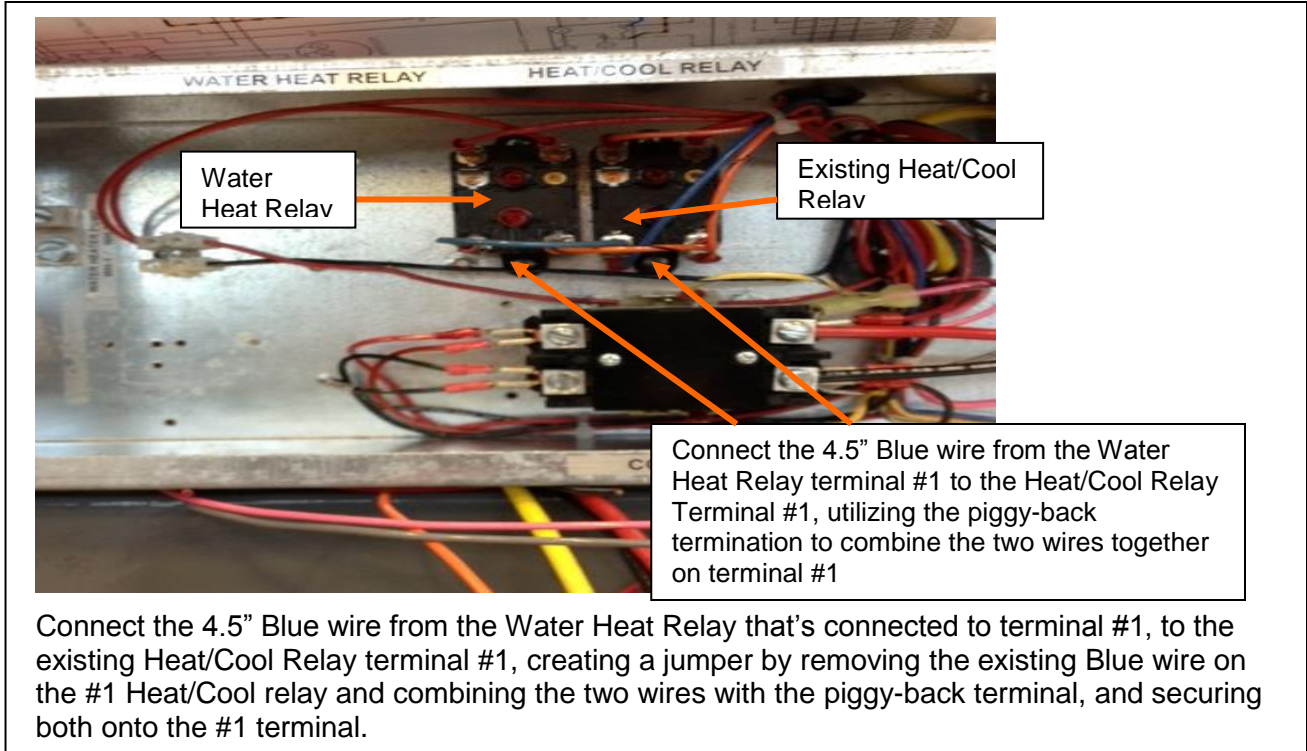 WATER HEAT RELAY HEAT/COOL RELAY
Water
Heat Relay
Existing Heat/Cool
Relay
Connect the 4.5” Blue wire from the Water
Heat Relay terminal #1 to the Heat/Cool Relay
Terminal #1, utilizing the piggy-back
termination to combine the two wires together
on terminal #1
Connect the 4.5” Blue wire from the Water Heat Relay that’s connected to terminal #1, to the
existing Heat/Cool Relay terminal #1, creating a jumper by removing the existing Blue wire on
the #1 Heat/Cool relay and combining the two wires with the piggy-back terminal, and securing
both onto the #1 terminal.